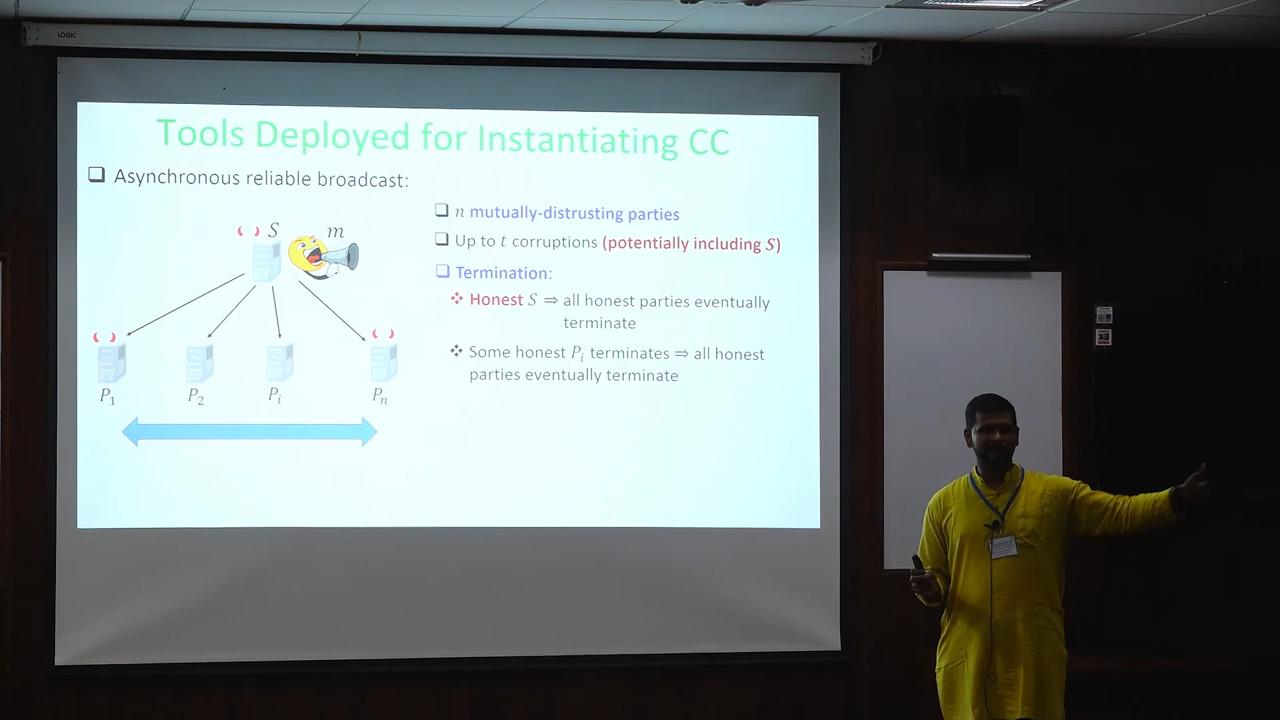 LOGIC
Tools Deployed for Instantiating CC
❑ Asynchronous reliable broadcast:
S
m
P₁
P₂
Pᵢ
Pₙ
❑ n mutually-distrusting parties
❑ Up to t corruptions (potentially including S)
❑ Termination:
❖ Honest S ⇒ all honest parties eventually
terminate
❖ Some honest Pᵢ terminates ⇒ all honest
parties eventually terminate